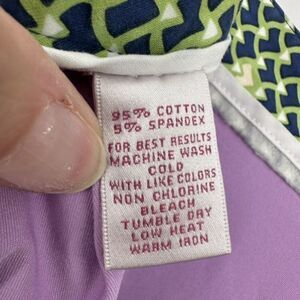 95% COTTON
5% SPANDEX
FOR BEST RESULTS
MACHINE WASH
COLD
WITH LIKE COLORS
NON CHLORINE
BLEACH
TUMBLE DRY
LOW HEAT
WARM IRON